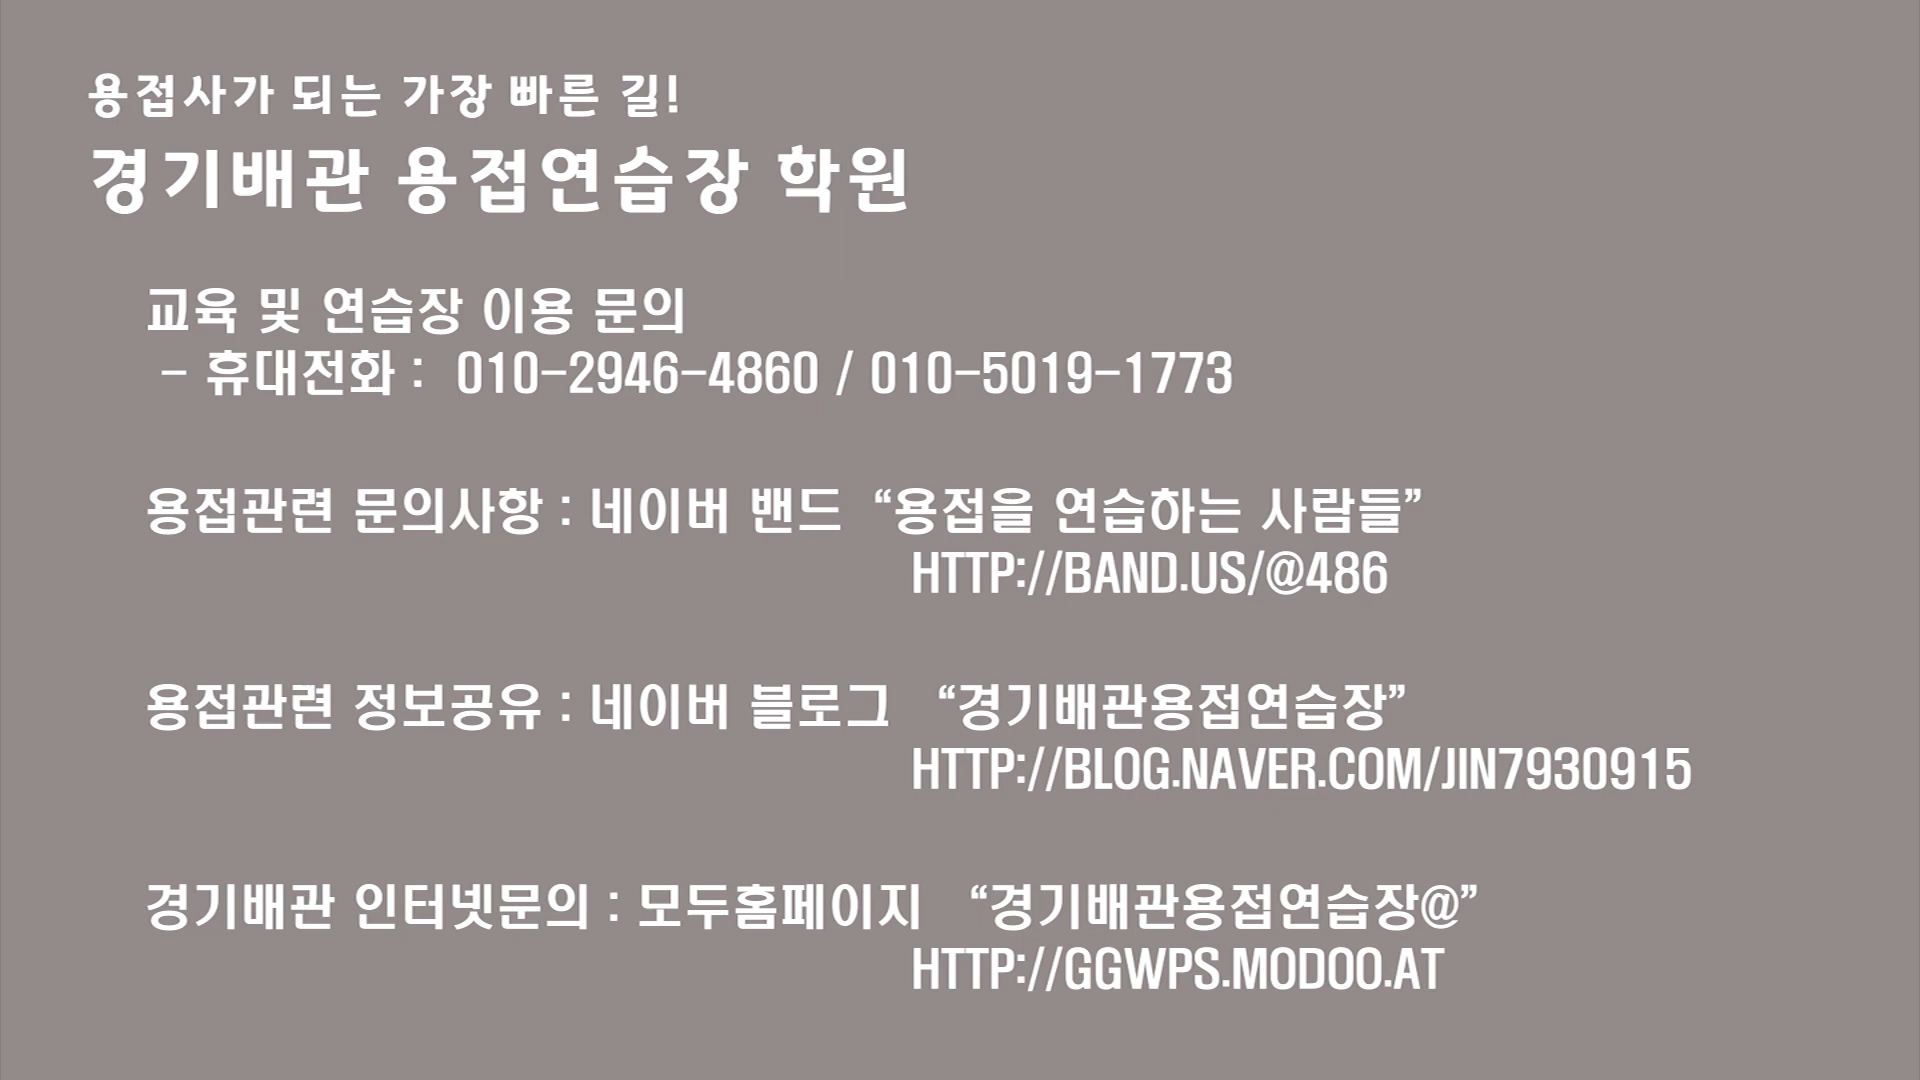 용접사가 되는 가장 빠른 길!
경기배관 용접연습장 학원
교육 및 연습장 이용 문의
- 휴대전화 : 010-2946-4860 / 010-5019-1773
용접관련 문의사항 : 네이버 밴드 “용접을 연습하는 사람들”
HTTP://BAND.US/@486
용접관련 정보공유 : 네이버 블로그 “경기배관용접연습장”
HTTP://BLOG.NAVER.COM/JIN7930915
경기배관 인터넷문의 : 모두홈페이지 “경기배관용접연습장@”
HTTP://GGWPS.MODOO.AT